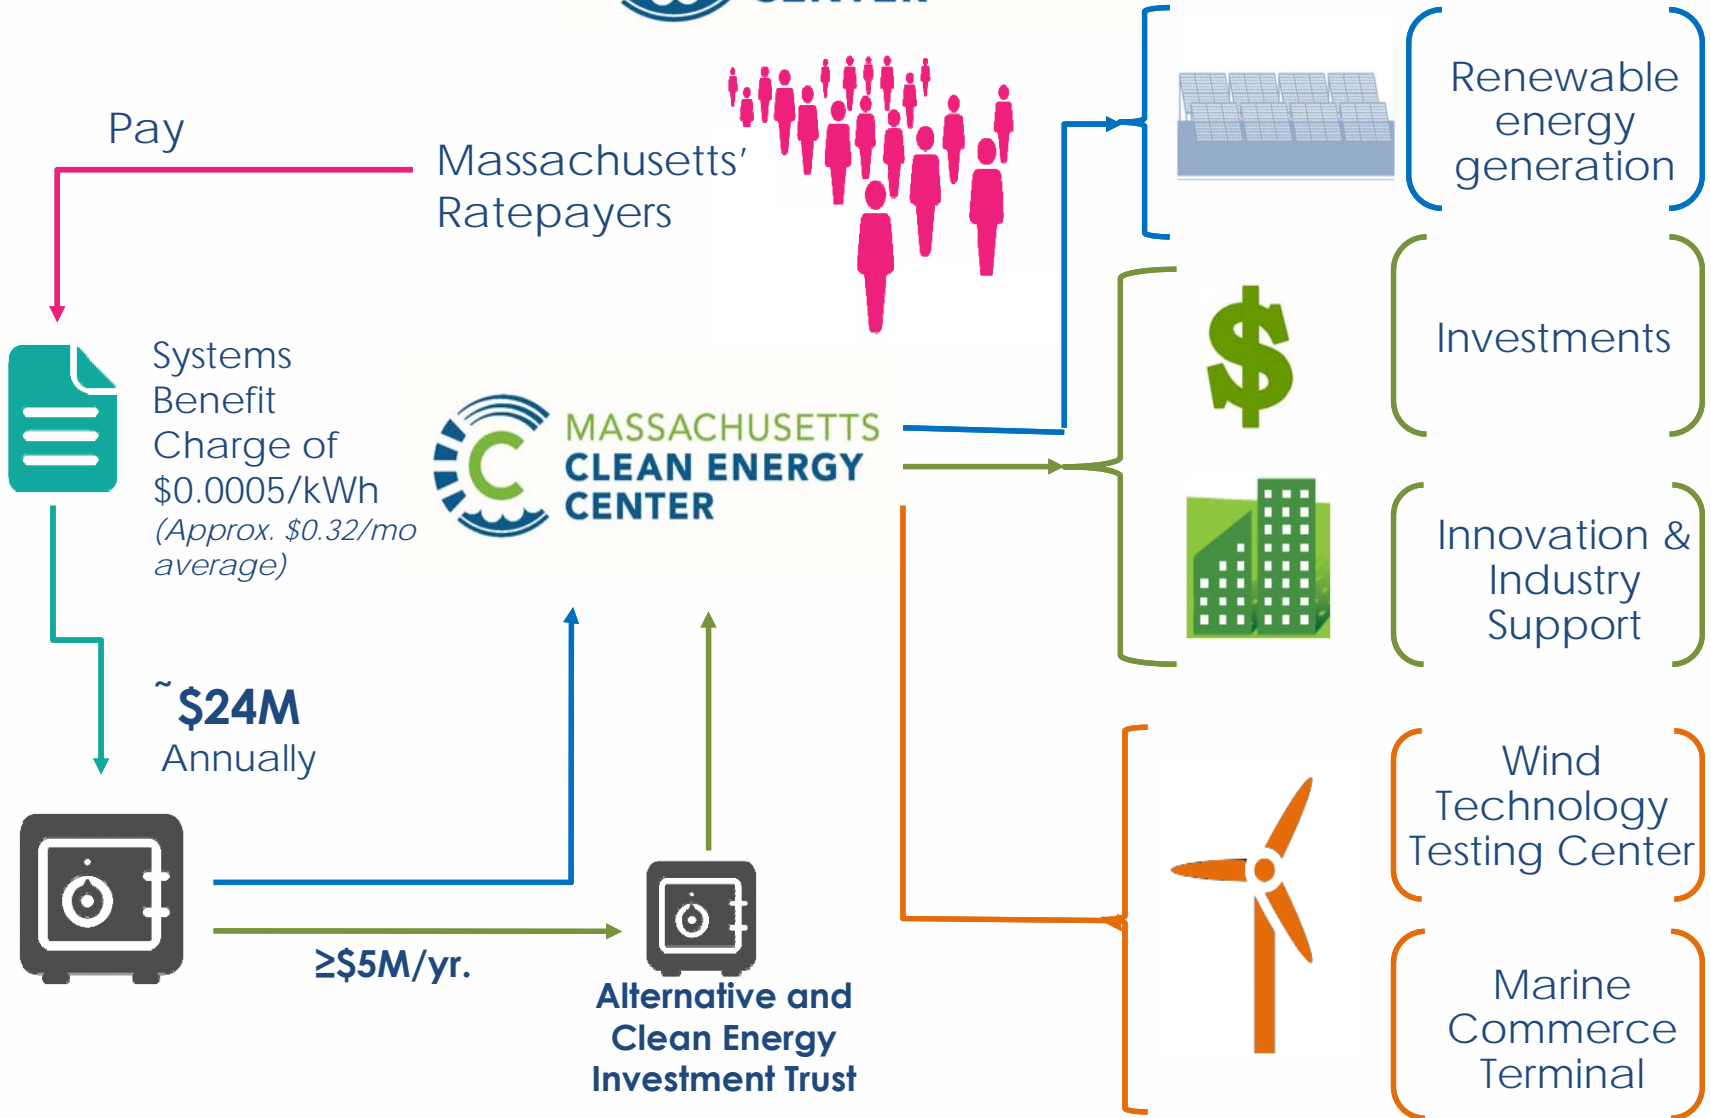 CENTER
Pay
Massachusetts’
Ratepayers
Systems
Benefit
Charge of
$0.0005/kWh
(Approx. $0.32/mo
average)
MASSACHUSETTS
CLEAN ENERGY
CENTER
~$24M
Annually
≥$5M/yr.
Alternative and
Clean Energy
Investment Trust
Renewable
energy
generation
Investments
Innovation &
Industry
Support
Wind
Technology
Testing Center
Marine
Commerce
Terminal